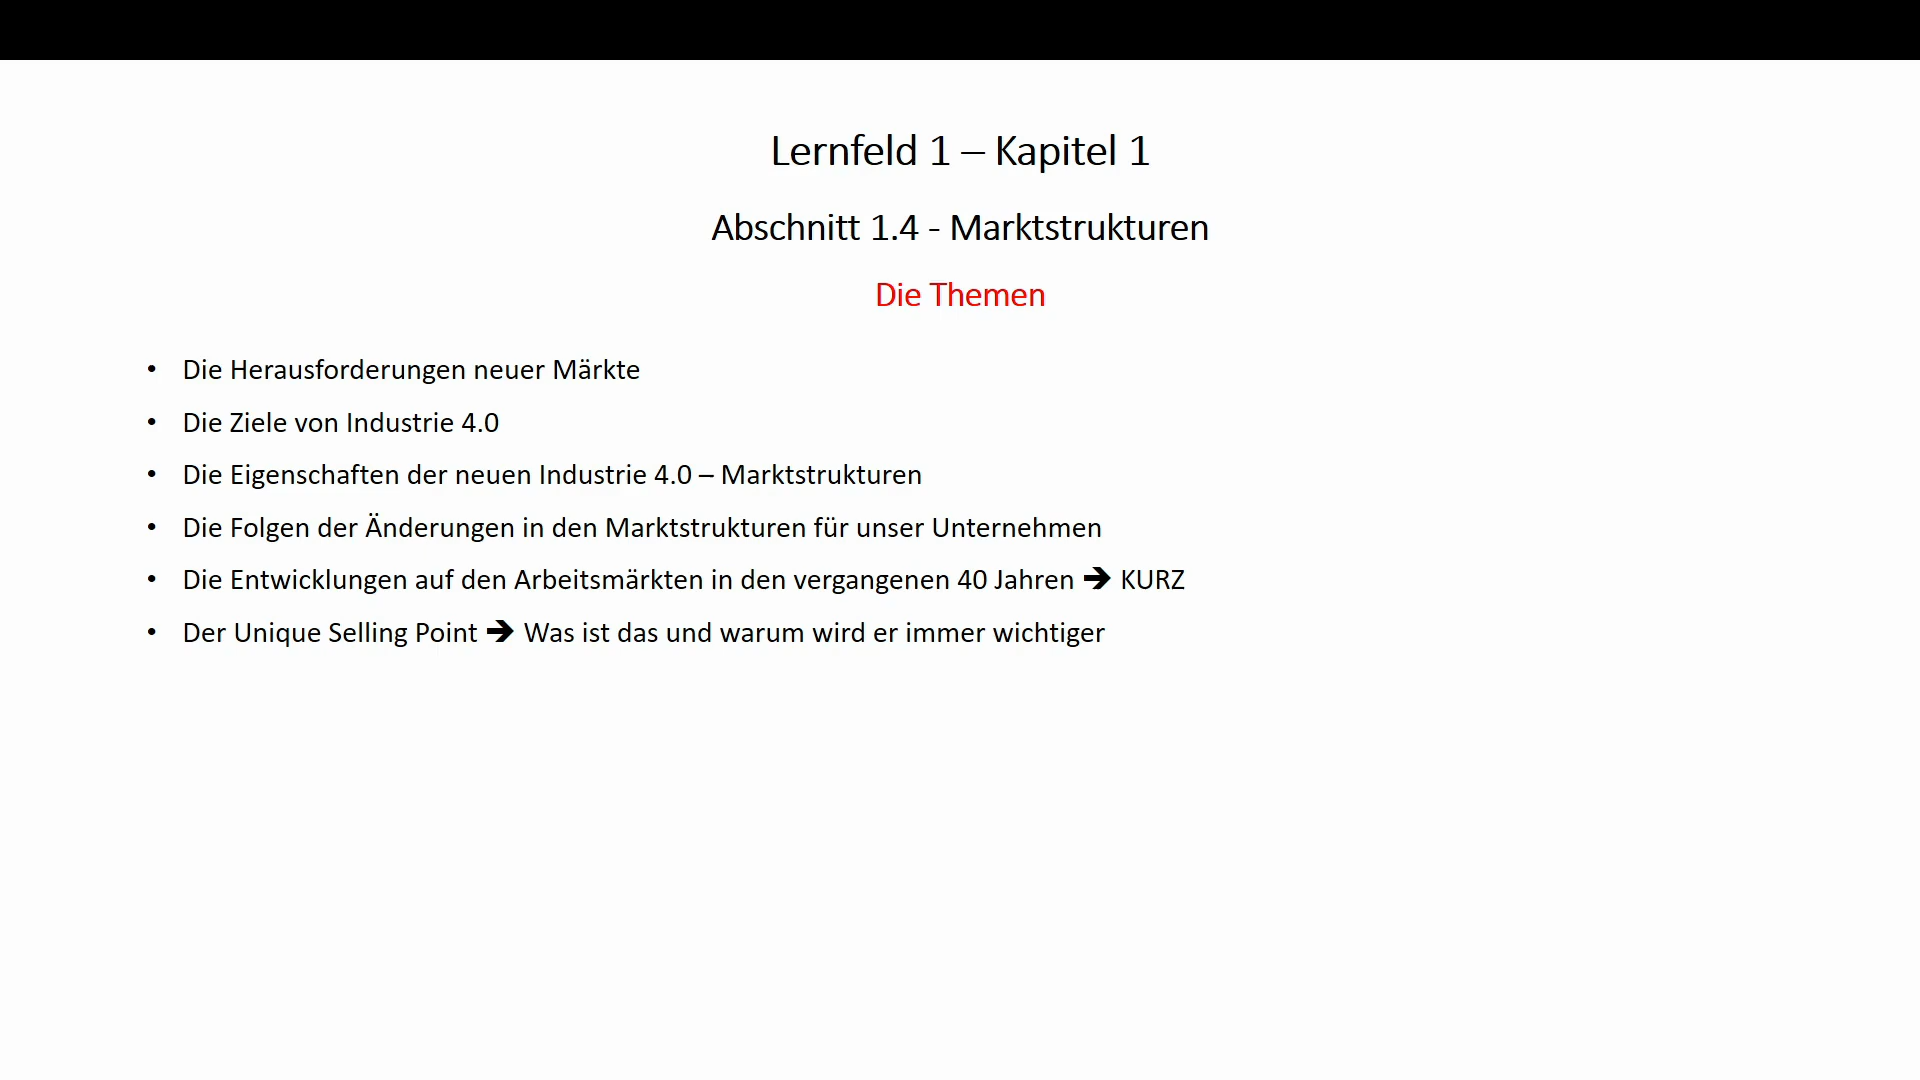 Lernfeld 1 – Kapitel 1
Abschnitt 1.4 - Marktstrukturen
Die Themen
• Die Herausforderungen neuer Märkte
• Die Ziele von Industrie 4.0
• Die Eigenschaften der neuen Industrie 4.0 – Marktstrukturen
• Die Folgen der Änderungen in den Marktstrukturen für unser Unternehmen
• Die Entwicklungen auf den Arbeitsmärkten in den vergangenen 40 Jahren ➔ KURZ
• Der Unique Selling Point ➔ Was ist das und warum wird er immer wichtiger